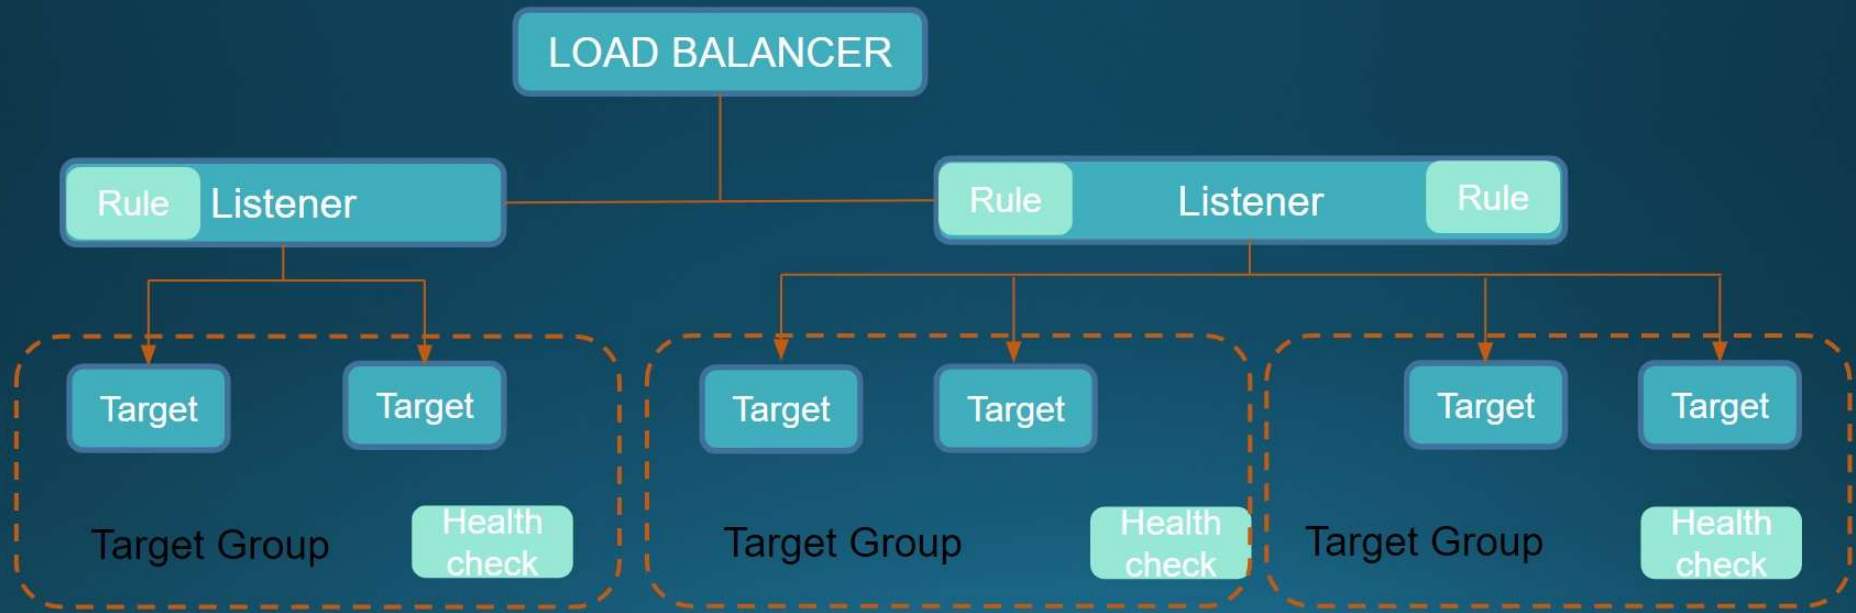 LOAD BALANCER
Rule
Listener
Rule
Listener
Rule
Target
Target
Target
Target
Target
Target
Target Group
Health
check
Target Group
Health
check
Target Group
Health
check